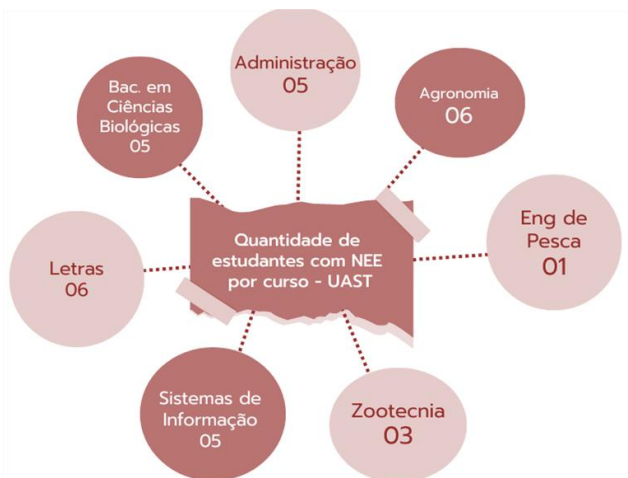 Administração
05
Agronomia
06
Bac. em
Ciências
Biológicas
05
Eng de
Pesca
01
Quantidade de
estudantes com NEE
por curso - UAST
Letras
06
Sistemas de
Informação
05
Zootecnia
03